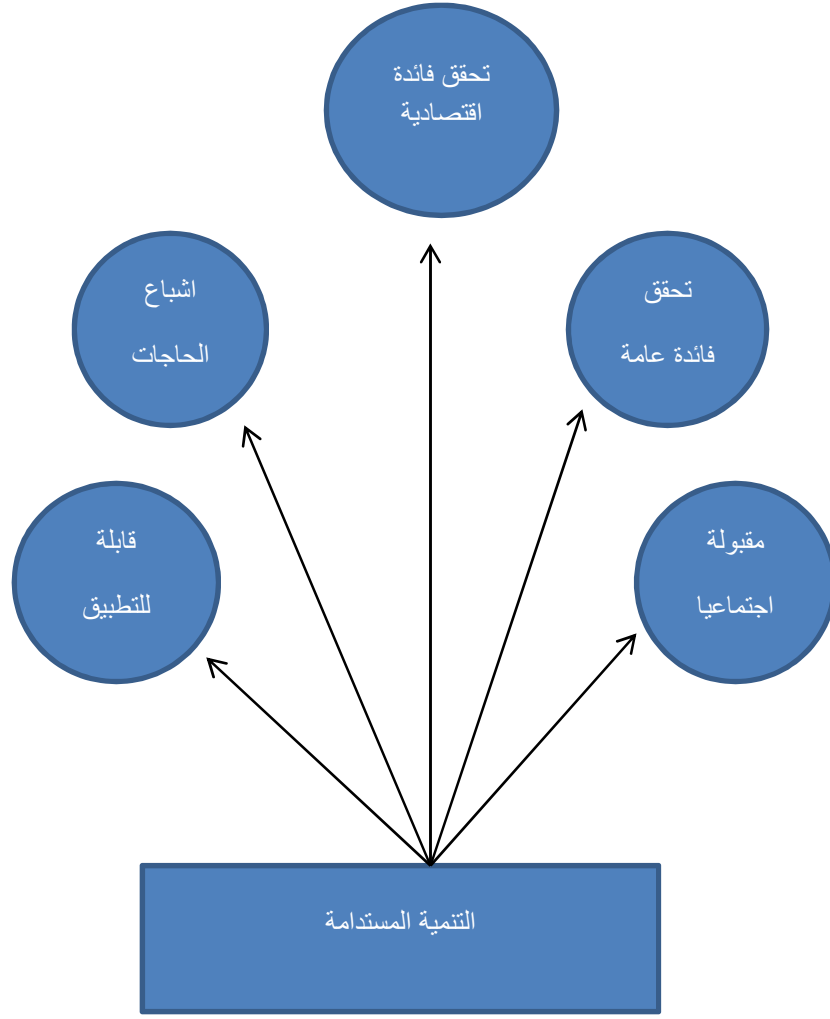 تحقق فائدة
اقتصادية
تحقق
فائدة عامة
اشباع
الحاجات
مقبولة
اجتماعيا
قابلة
للتطبيق
التنمية المستدامة